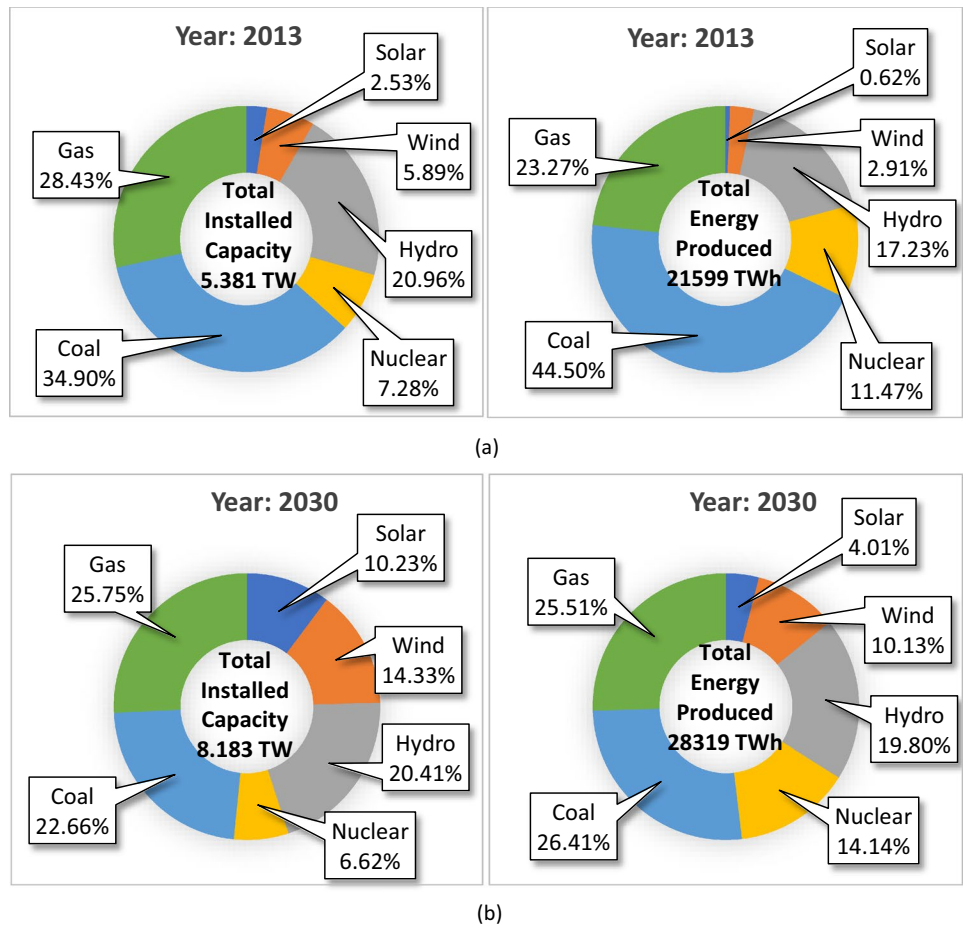 Year: 2013
Solar
2.53%
Wind
5.89%
Gas
28.43%
Total
Installed
Capacity
5.381 TW
Hydro
20.96%
Coal
34.90%
Nuclear
7.28%
Year: 2013
Solar
0.62%
Wind
2.91%
Gas
23.27%
Total
Energy
Produced
21599 TWh
Hydro
17.23%
Coal
44.50%
Nuclear
11.47%
(a)
Year: 2030
Solar
10.23%
Gas
25.75%
Wind
14.33%
Total
Installed
Capacity
8.183 TW
Hydro
20.41%
Coal
22.66%
Nuclear
6.62%
Year: 2030
Solar
4.01%
Gas
25.51%
Wind
10.13%
Total
Energy
Produced
28319 TWh
Hydro
19.80%
Coal
26.41%
Nuclear
14.14%
(b)